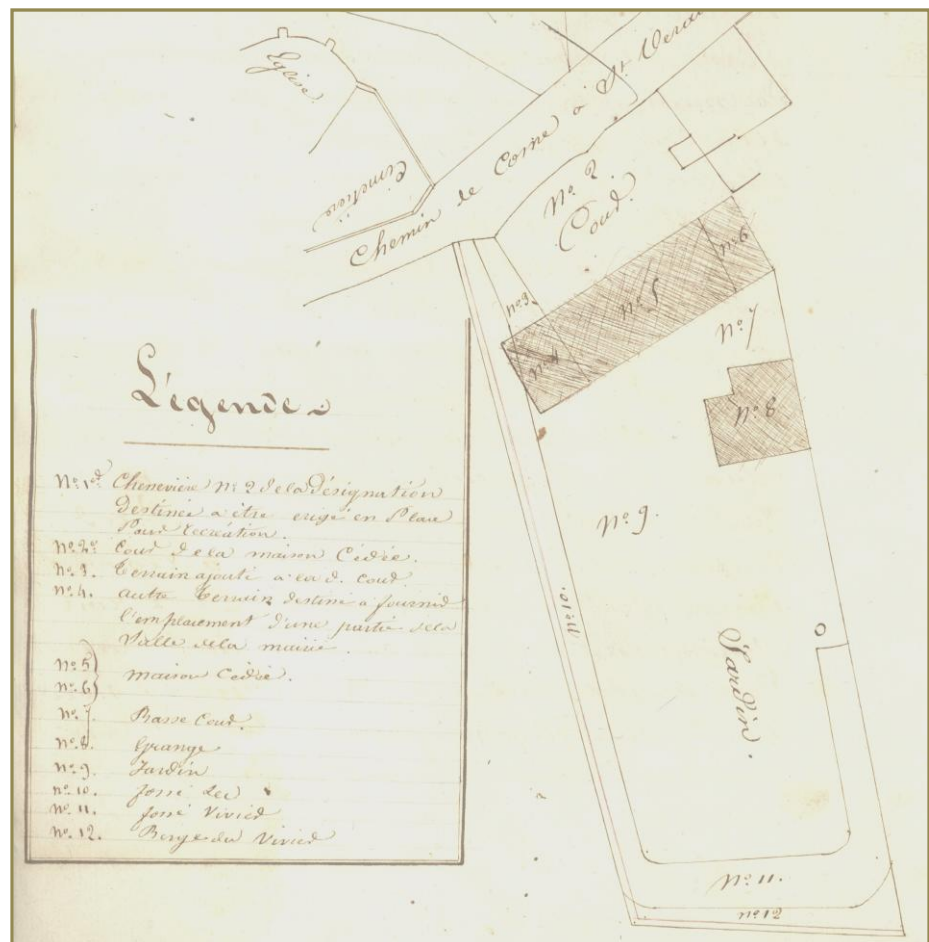 Eglise.
Cimetière
Chemin de Cosne à St Verain
No 2.
Cour.
no 3.
no 4
no 5
no 6
No 7
No 8
No 9.
No 10.
Jardin.
No 11.
no 12
Légende
No 1er Chenevière No 2 de la Désignation
Destinée a être erigé en Place
Pour recréation.
No 2e Cour de la maison Cédée.
No 3. terrain ajouté a la d. Cour
No 4. autre terrain destiné a fournir
l'emplacement d'une partie de la
Salle de la mairie.
No 5
No 6
maison Cédée.
No 7. Basse Cour.
No 8. Grange
No 9. Jardin
No 10. fossé sec
No 11. fossé Vivier
No 12. Berge du Vivier